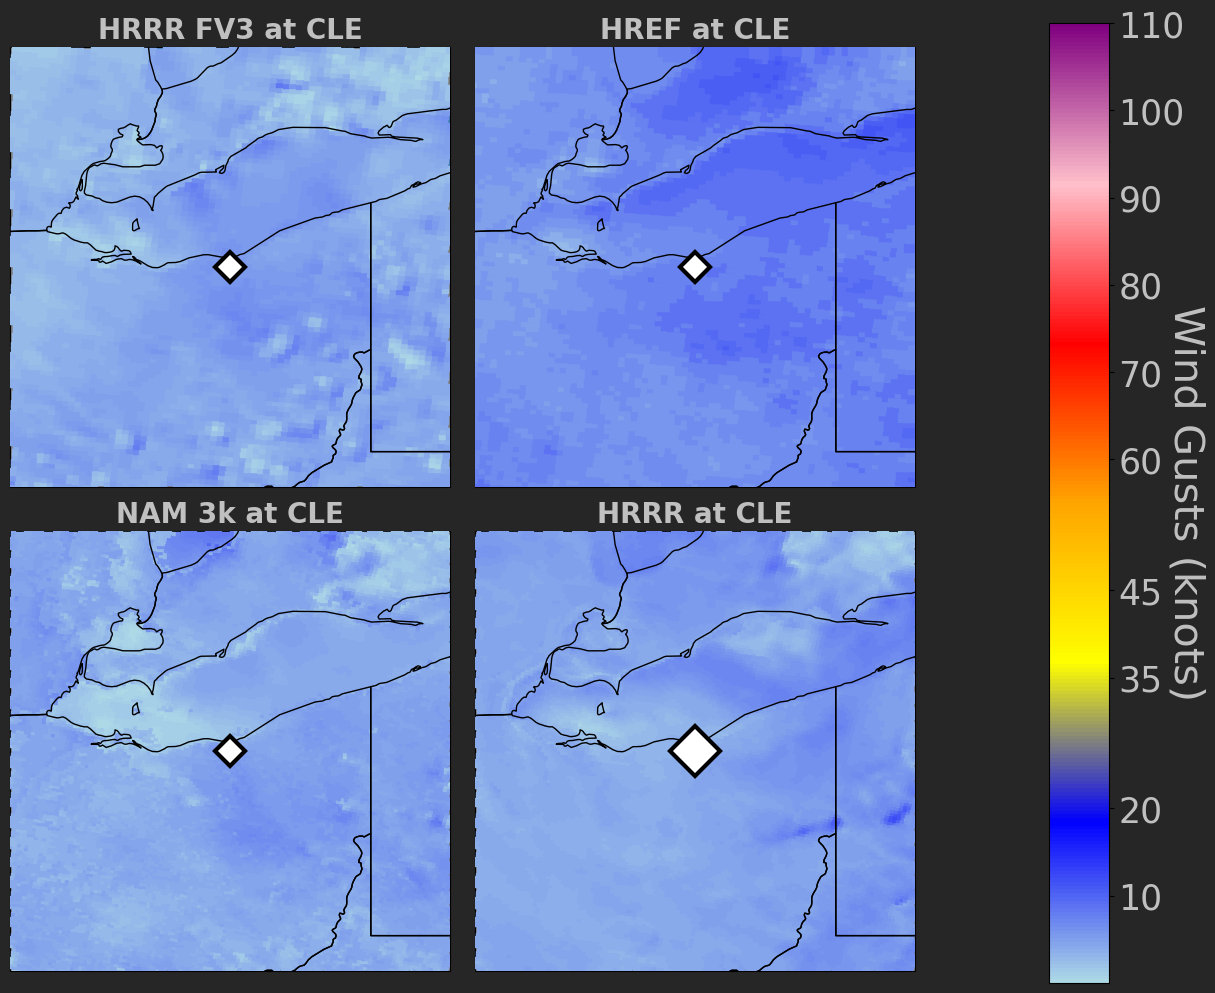 HRRR FV3 at CLE
HREF at CLE
NAM 3k at CLE
HRRR at CLE
110
100
90
80
70
60
45
35
20
10
Wind Gusts (knots)